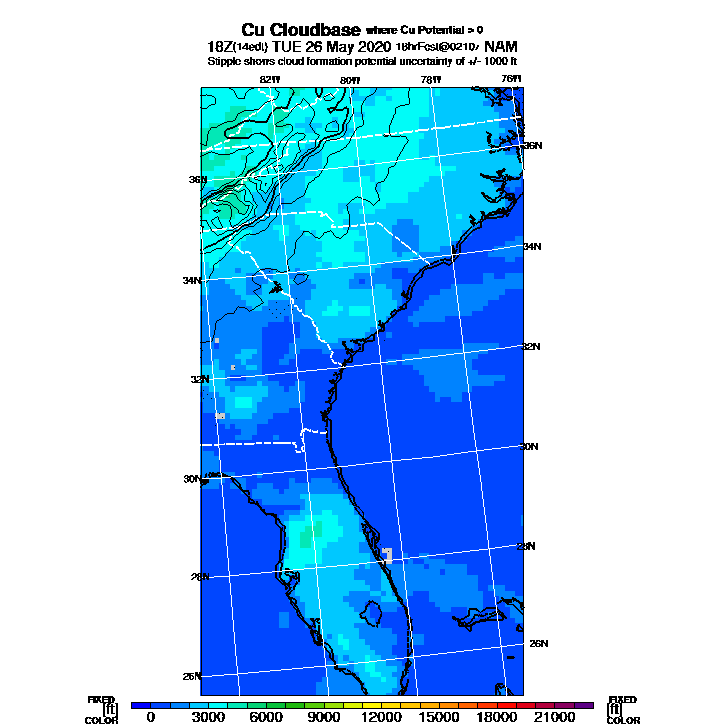 Cu Cloudbase where Cu Potential > 0
18Z(14edt) TUE 26 May 2020 18hrFcst@0210z NAM
Stipple shows cloud formation potential uncertainty of +/- 1000 ft
82W 80W 78W 76W
36N
36N
34N
34N
32N
32N
30N
30N
28N
28N
26N
26N
FIXED [ft] COLOR
0 3000 6000 9000 12000 15000 18000 21000
FIXED [ft] COLOR